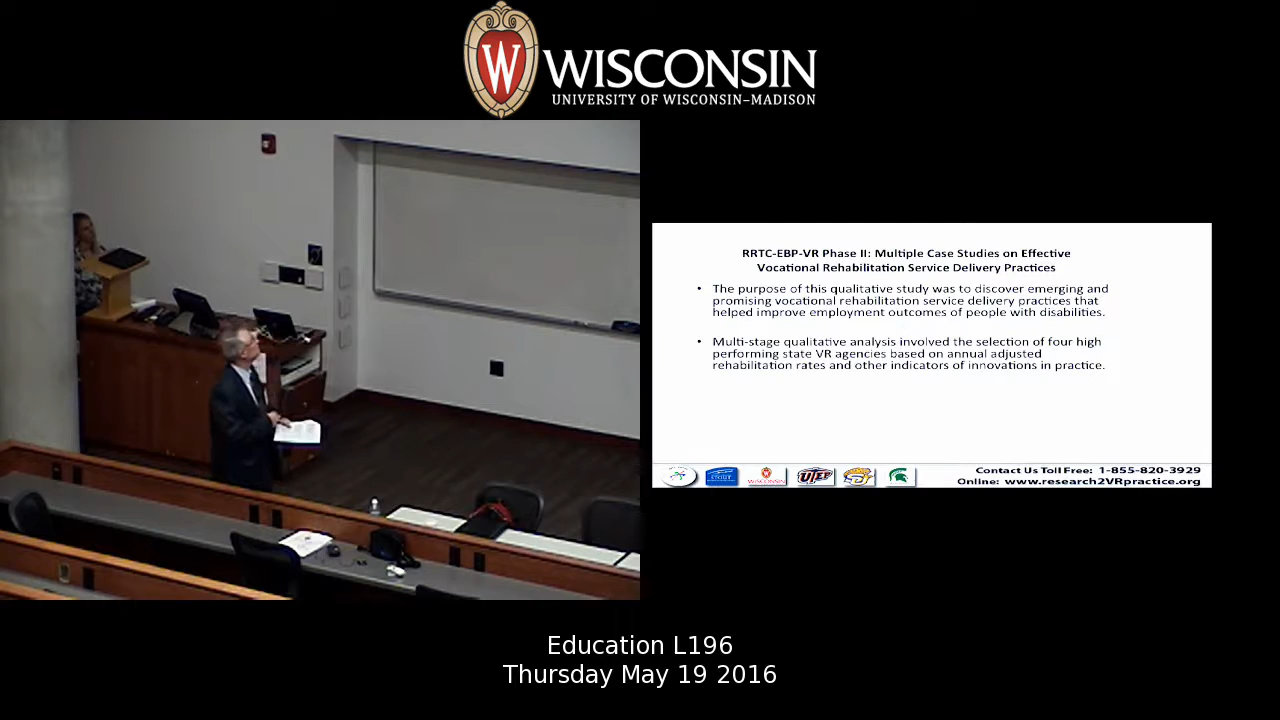 W
WISCONSIN
UNIVERSITY OF WISCONSIN–MADISON
RRTC-EBP-VR Phase II: Multiple Case Studies on Effective
Vocational Rehabilitation Service Delivery Practices
• The purpose of this qualitative study was to discover emerging and
promising vocational rehabilitation service delivery practices that
helped improve employment outcomes of people with disabilities.
• Multi-stage qualitative analysis involved the selection of four high
performing state VR agencies based on annual adjusted
rehabilitation rates and other indicators of innovations in practice.
STOUT
WISCONSIN
UTEP
Contact Us Toll Free: 1-855-820-3929
Online: www.research2VRpractice.org
Education L196
Thursday May 19 2016